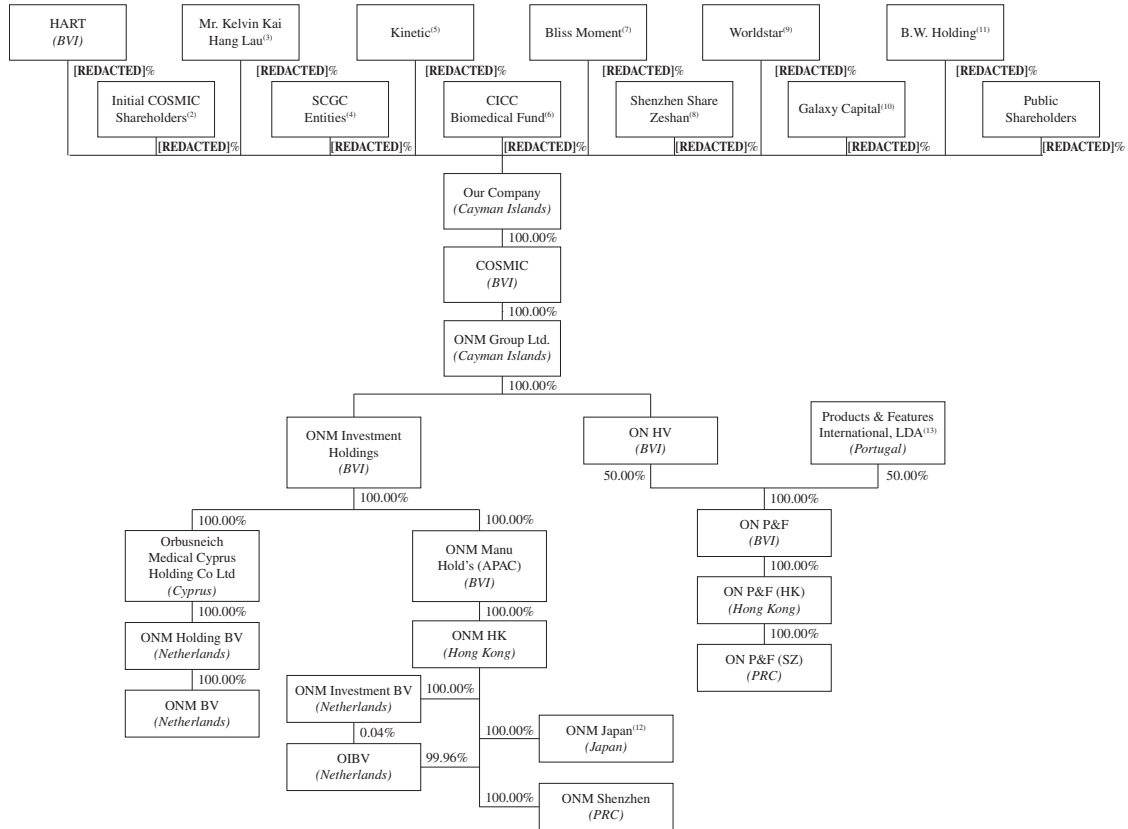 HART
(BVI)
Mr. Kelvin Kai
Hang Lau(3)
Kinetic(5)
Bliss Moment(7)
Worldstar(9)
B.W. Holding(11)
[REDACTED]%
[REDACTED]%
[REDACTED]%
[REDACTED]%
[REDACTED]%
[REDACTED]%
Initial COSMIC
Shareholders(2)
SCGC
Entities(4)
CICC
Biomedical Fund(6)
Shenzhen Share
Zeshan(8)
Galaxy Capital(10)
Public
Shareholders
[REDACTED]%
[REDACTED]%
[REDACTED]%
[REDACTED]%
[REDACTED]%
[REDACTED]%
Our Company
(Cayman Islands)
100.00%
COSMIC
(BVI)
100.00%
ONM Group Ltd.
(Cayman Islands)
100.00%
ONM Investment
Holdings
(BVI)
ON HV
(BVI)
Products & Features
International, LDA(13)
(Portugal)
50.00%
50.00%
100.00%
100.00%
100.00%
100.00%
Orbusneich
Medical Cyprus
Holding Co Ltd
(Cyprus)
ONM Manu
Hold's (APAC)
(BVI)
ON P&F
(BVI)
100.00%
100.00%
100.00%
ON P&F (HK)
(Hong Kong)
ONM Holding BV
(Netherlands)
ONM HK
(Hong Kong)
100.00%
ON P&F (SZ)
(PRC)
100.00%
ONM BV
(Netherlands)
ONM Investment BV
(Netherlands)
100.00%
0.04%
100.00%
ONM Japan(12)
(Japan)
OIBV
(Netherlands)
99.96%
100.00%
ONM Shenzhen
(PRC)